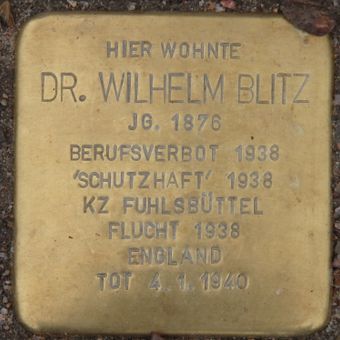 HIER WOHNTE
DR. WILHELM BLITZ
JG. 1876
BERUFSVERBOT 1938
'SCHUTZHAFT' 1938
KZ FUHLSBÜTTEL
FLUCHT 1938
ENGLAND
TOT 4.1.1940